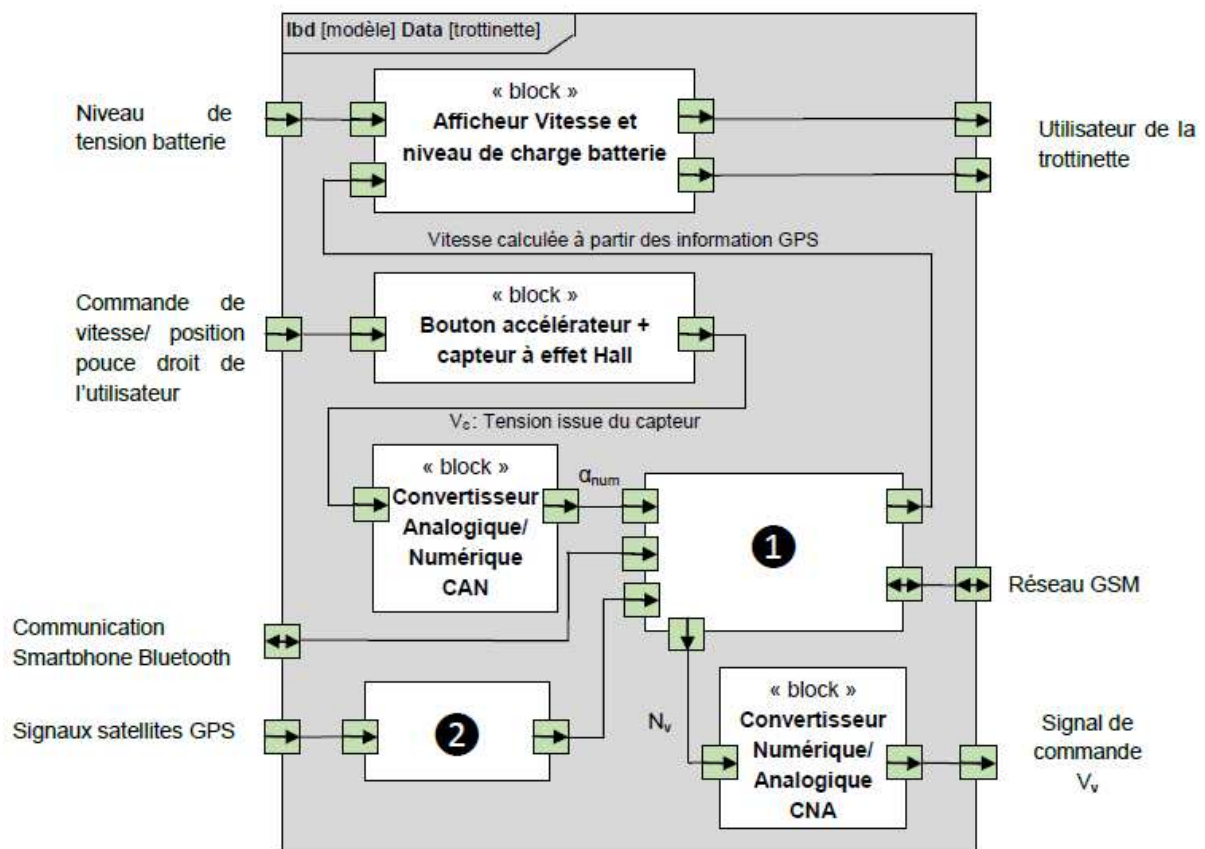 Ibd [modèle] Data [trottinette]
Niveau de
tension batterie
« block »
Afficheur Vitesse et
niveau de charge batterie
Utilisateur de la
trottinette
Vitesse calculée à partir des information GPS
Commande de
vitesse/ position
pouce droit de
l'utilisateur
« block »
Bouton accélérateur +
capteur à effet Hall
Vc : Tension issue du capteur
« block »
Convertisseur
Analogique/
Numérique
CAN
αnum
1
Réseau GSM
Communication
Smartphone Bluetooth
Signaux satellites GPS
2
Nv
« block »
Convertisseur
Numérique/
Analogique
CNA
Signal de
commande
Vv